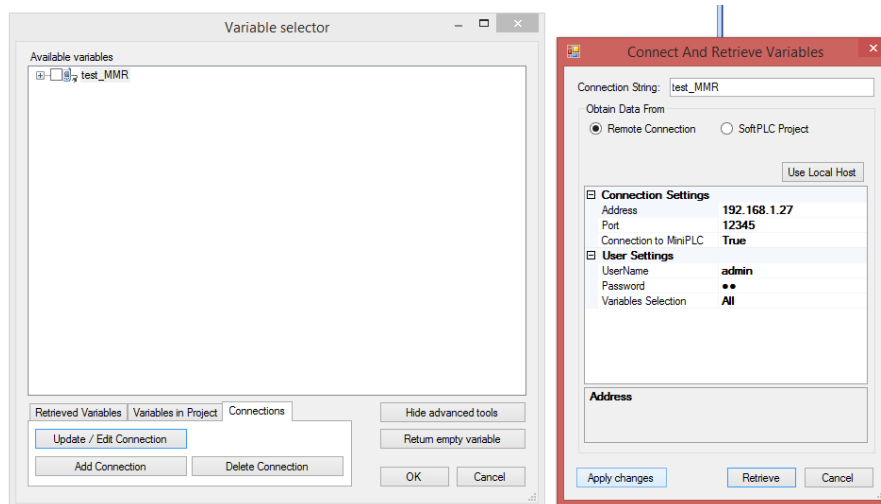 Variable selector
Available variables
test_MMR
Retrieved Variables Variables in Project Connections
Update / Edit Connection
Add Connection Delete Connection
Hide advanced tools
Return empty variable
OK Cancel
Connect And Retrieve Variables
Connection String: test_MMR
Obtain Data From
Remote Connection SoftPLC Project
Use Local Host
Connection Settings
Address 192.168.1.27
Port 12345
Connection to MiniPLC True
User Settings
UserName admin
Password ●●
Variables Selection All
Address
Apply changes Retrieve Cancel